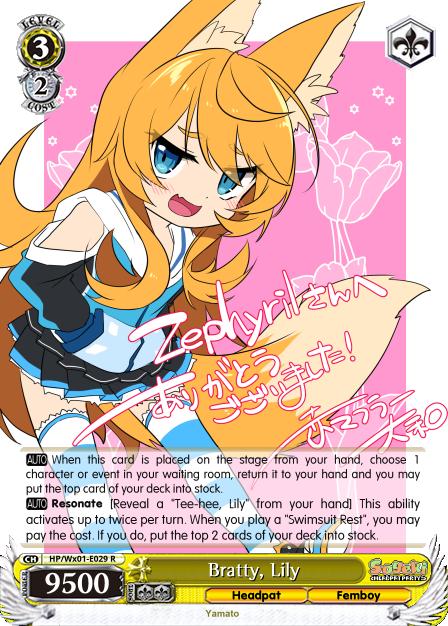 LEVEL
3
2
COST
Zephyrilさんへ
ありがとう
ございました!
AUTO When this card is placed on the stage from your hand, choose 1
character or event in your waiting room, return it to your hand and you may
put the top card of your deck into stock.
AUTO Resonate [Reveal a "Tee-hee, Lily" from your hand] This ability
activates up to twice per turn. When you play a "Swimsuit Fest", you may
pay the cost. If you do, put the top 2 cards of your deck into stock.
CH HP/Wx01-E029 R
POWER 9500 SOUL
Bratty, Lily
Headpat Femboy
Yamato